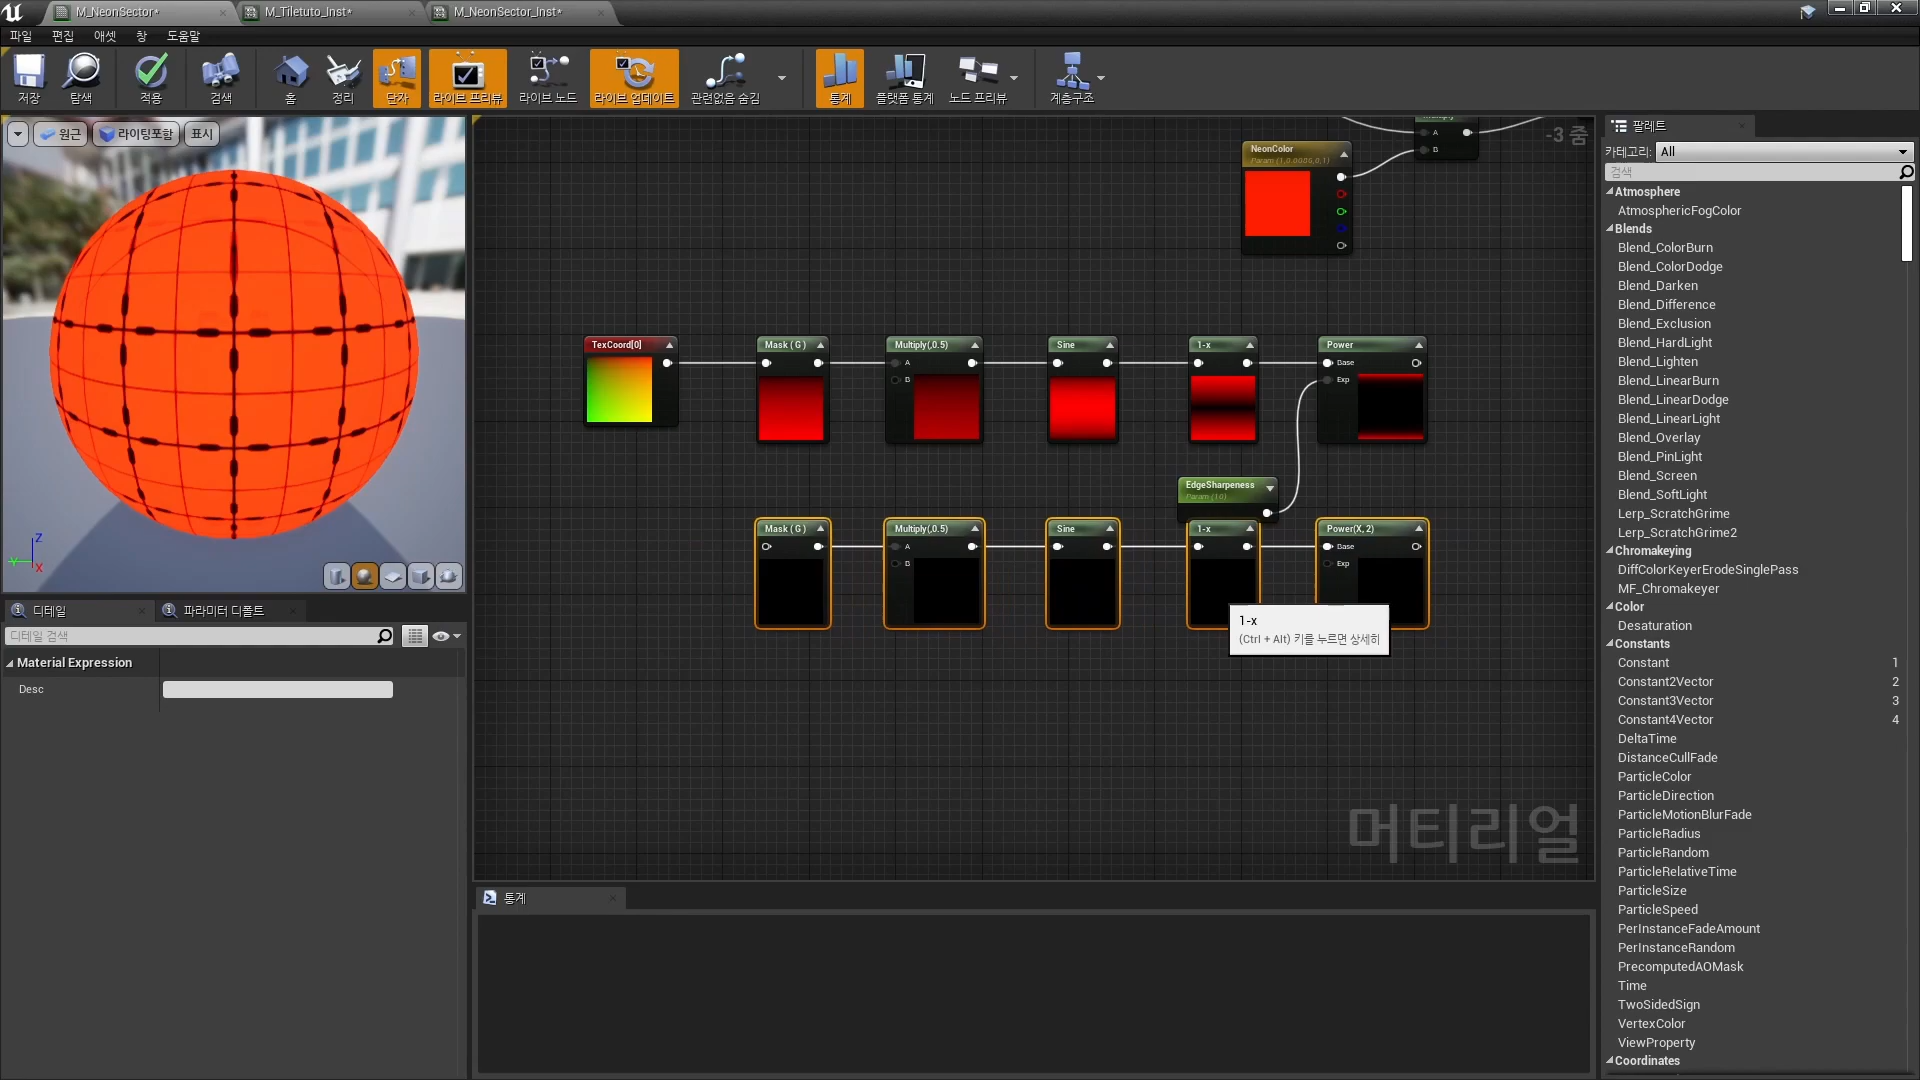 M_NeonSector*
M_Tiletuto_Inst*
M_NeonSector_Inst*
파일 편집 애셋 창 도움말
저장
탐색
적용
검색
홈
정리
단자
라이브 프리뷰
라이브 노드
라이브 업데이트
관련없음 숨김
통계
플랫폼 통계
노드 프리뷰
계층구조
원근
라이팅포함
표시
Z
Y
X
디테일
파라미터 디폴트
디테일 검색
Material Expression
Desc
-3 줌
A
B
NeonColor
TexCoord[0]
Mask ( G )
Multiply(,0.5)
A
B
Sine
1-x
Power
Base
Exp
EdgeSharpeness
Param (10)
Mask ( G )
Multiply(,0.5)
A
B
Sine
1-x
Power(X, 2)
Base
Exp
1-x
(Ctrl + Alt) 키를 누르면 상세히
머티리얼
통계
팔레트
카테고리: All
검색
Atmosphere
AtmosphericFogColor
Blends
Blend_ColorBurn
Blend_ColorDodge
Blend_Darken
Blend_Difference
Blend_Exclusion
Blend_HardLight
Blend_Lighten
Blend_LinearBurn
Blend_LinearDodge
Blend_LinearLight
Blend_Overlay
Blend_PinLight
Blend_Screen
Blend_SoftLight
Lerp_ScratchGrime
Lerp_ScratchGrime2
Chromakeying
DiffColorKeyerErodeSinglePass
MF_Chromakeyer
Color
Desaturation
Constants
Constant 1
Constant2Vector 2
Constant3Vector 3
Constant4Vector 4
DeltaTime
DistanceCullFade
ParticleColor
ParticleDirection
ParticleMotionBlurFade
ParticleRadius
ParticleRandom
ParticleRelativeTime
ParticleSize
ParticleSpeed
PerInstanceFadeAmount
PerInstanceRandom
PrecomputedAOMask
Time
TwoSidedSign
VertexColor
ViewProperty
Coordinates